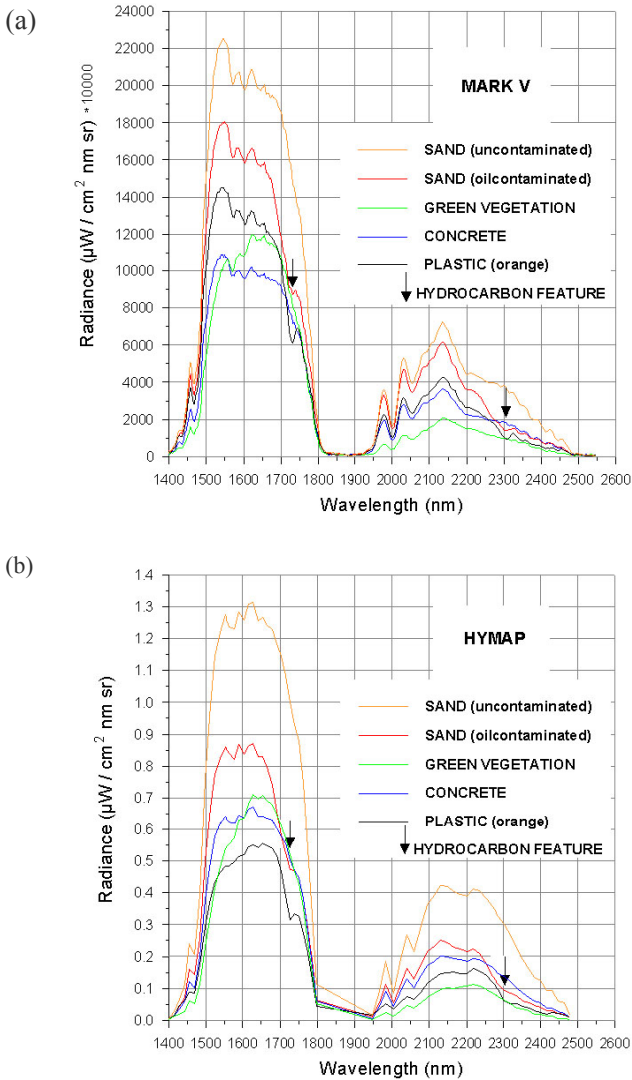 (a)
Radiance (µW / cm² nm sr) *10000
24000
22000
20000
18000
16000
14000
12000
10000
8000
6000
4000
2000
0
MARK V
SAND (uncontaminated)
SAND (oilcontaminated)
GREEN VEGETATION
CONCRETE
PLASTIC (orange)
HYDROCARBON FEATURE
1400 1500 1600 1700 1800 1900 2000 2100 2200 2300 2400 2500 2600
Wavelength (nm)
(b)
Radiance (µW / cm² nm sr)
1.4
1.3
1.2
1.1
1.0
0.9
0.8
0.7
0.6
0.5
0.4
0.3
0.2
0.1
0.0
HYMAP
SAND (uncontaminated)
SAND (oilcontaminated)
GREEN VEGETATION
CONCRETE
PLASTIC (orange)
HYDROCARBON FEATURE
1400 1500 1600 1700 1800 1900 2000 2100 2200 2300 2400 2500 2600
Wavelength (nm)